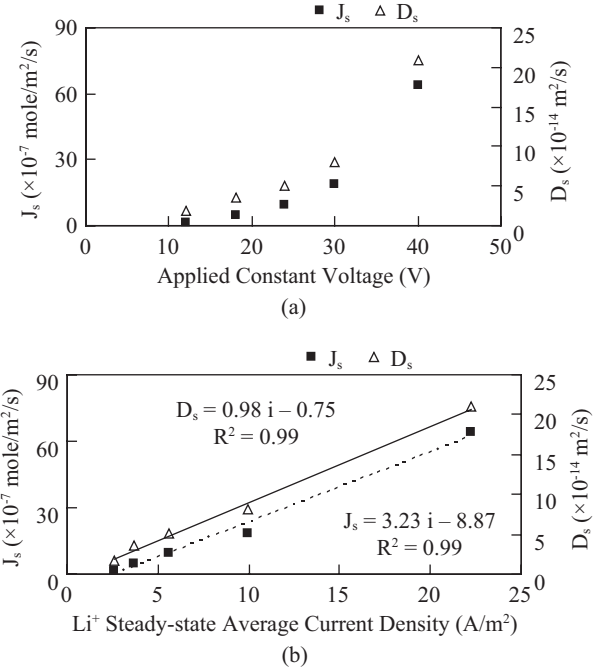 ■ Jₛ △ Dₛ
90
60
30
0
25
20
15
10
5
0
0 10 20 30 40 50
Jₛ (×10⁻⁷ mole/m²/s)
Dₛ (×10⁻¹⁴ m²/s)
Applied Constant Voltage (V)
(a)
■ Jₛ △ Dₛ
90
60
30
0
25
20
15
10
5
0
Dₛ = 0.98 i – 0.75
R² = 0.99
Jₛ = 3.23 i – 8.87
R² = 0.99
0 5 10 15 20 25
Jₛ (×10⁻⁷ mole/m²/s)
Dₛ (×10⁻¹⁴ m²/s)
Li⁺ Steady-state Average Current Density (A/m²)
(b)